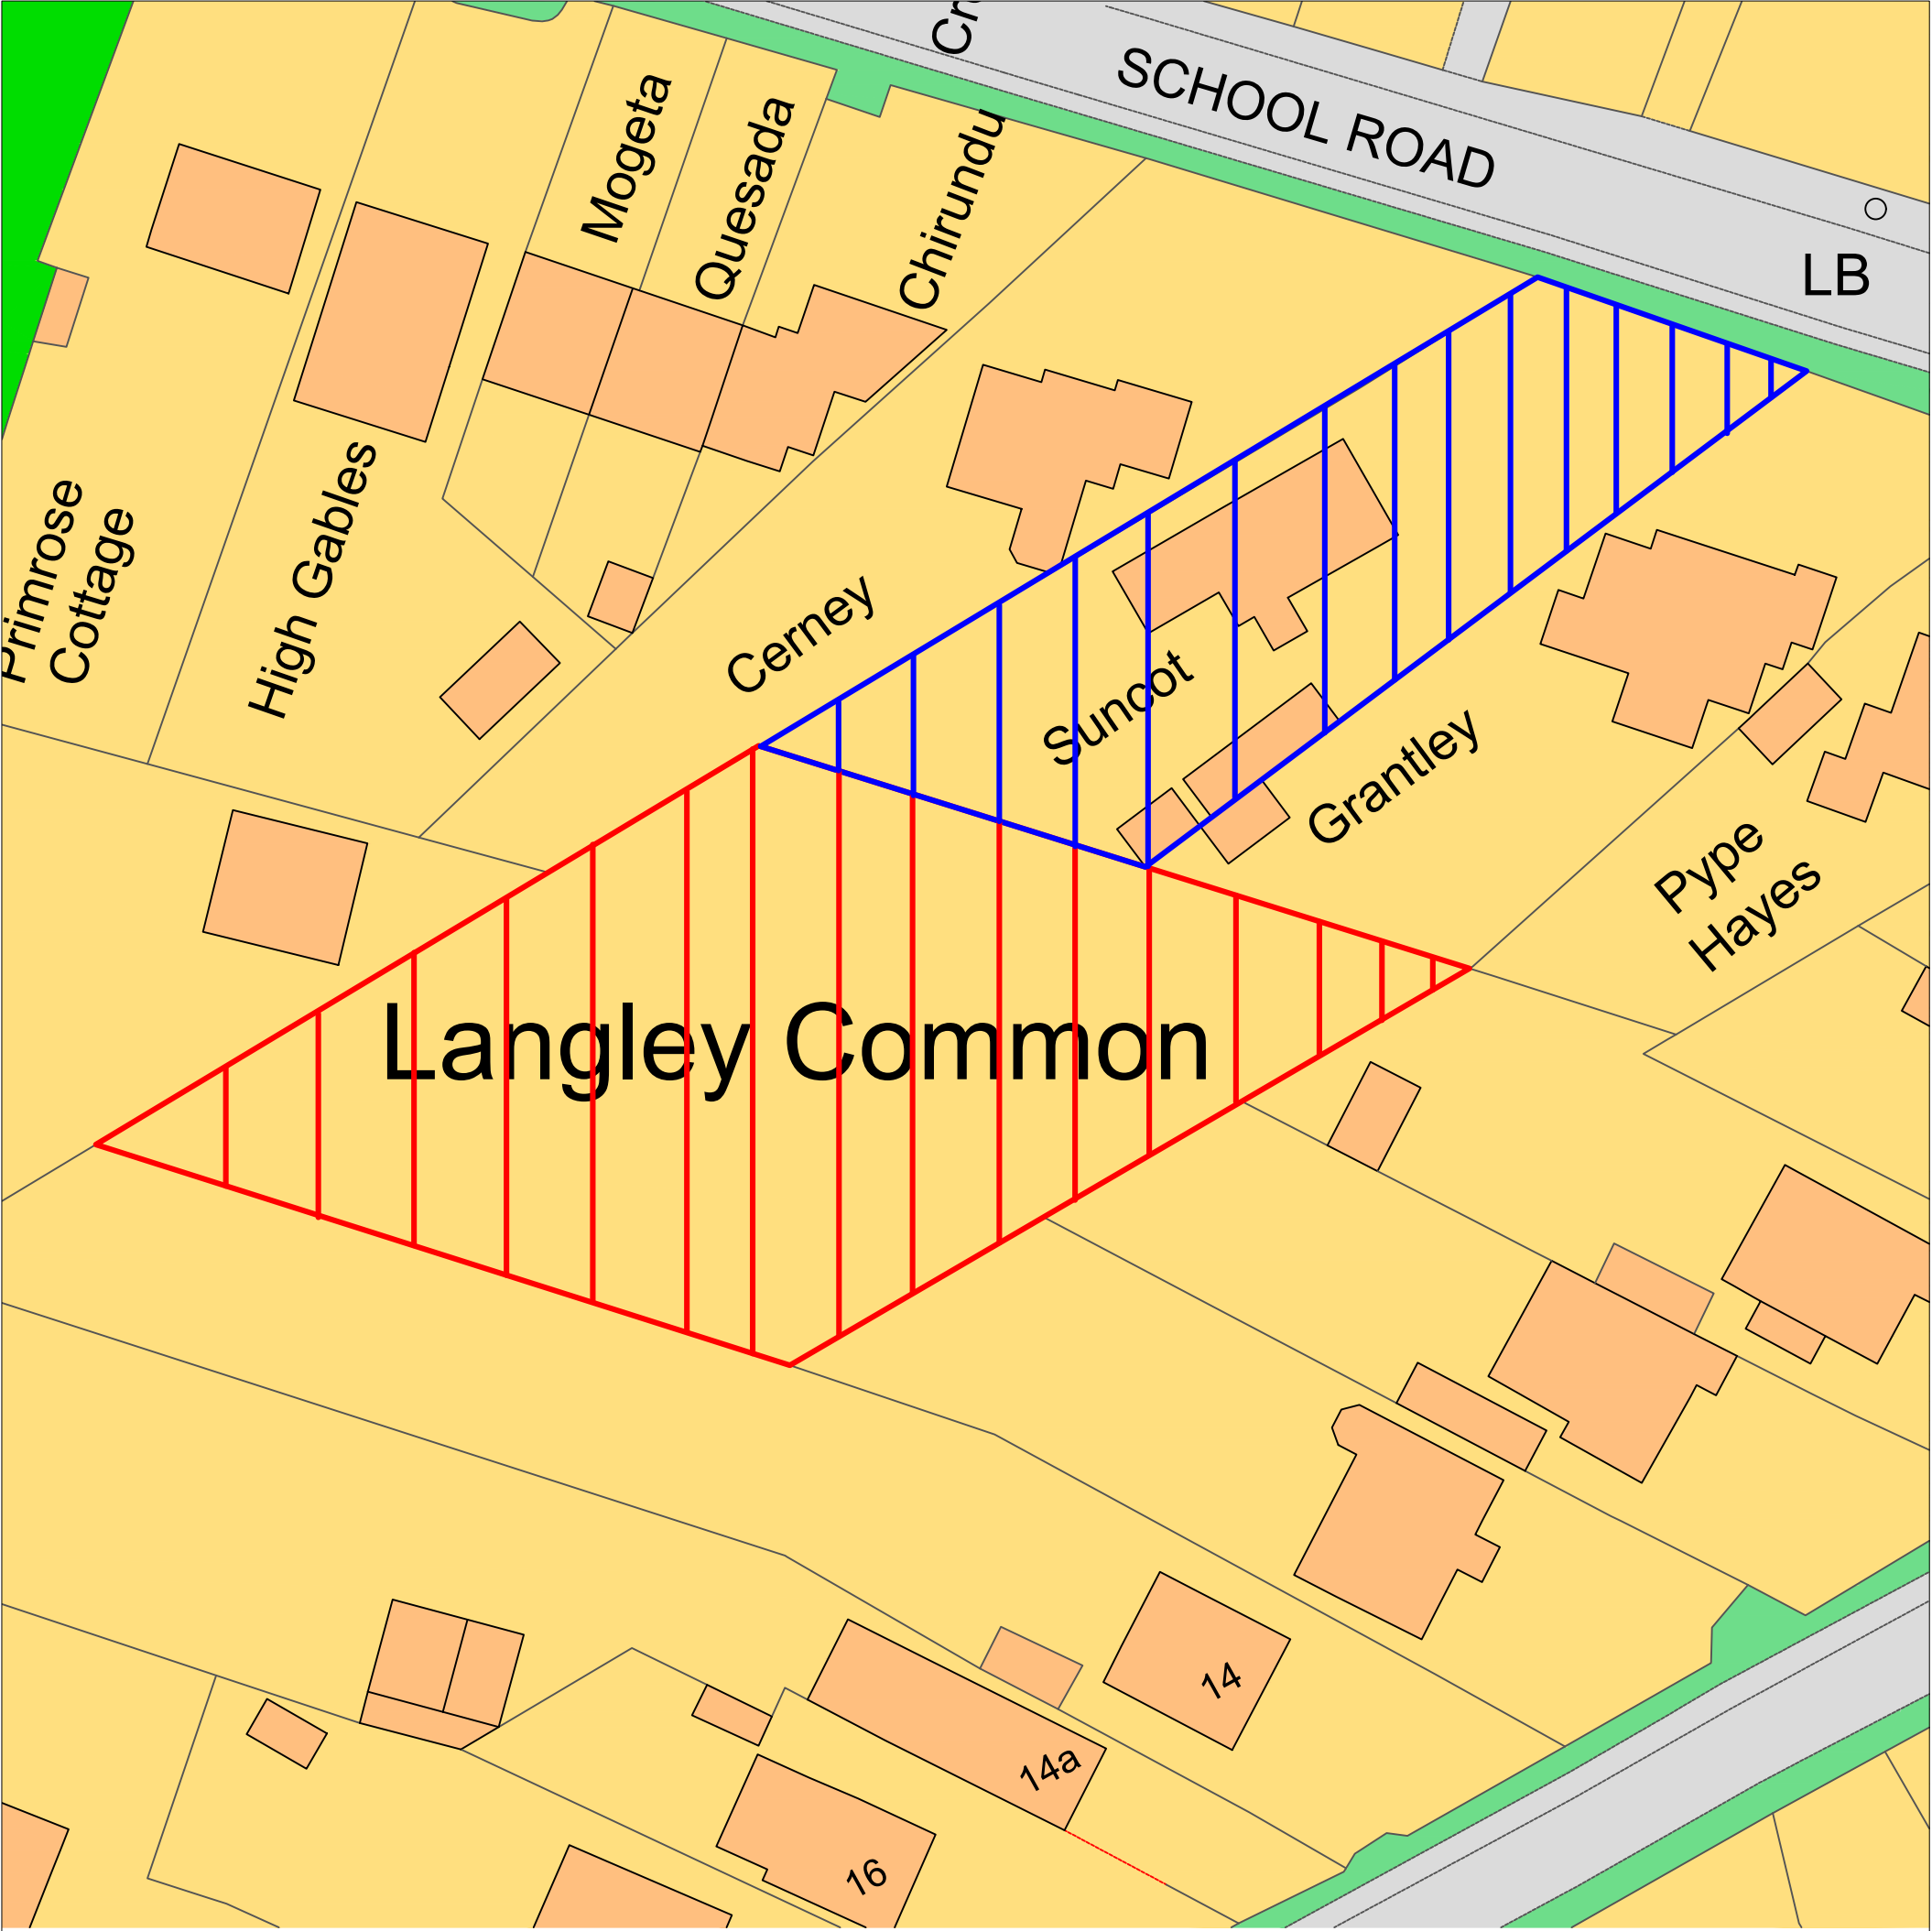 SCHOOL ROAD
LB
Mogeta
Quesada
Chirundu
Primrose
Cottage
High Gables
Cerney
Suncot
Grantley
Pype
Hayes
Langley Common
14
14a
16